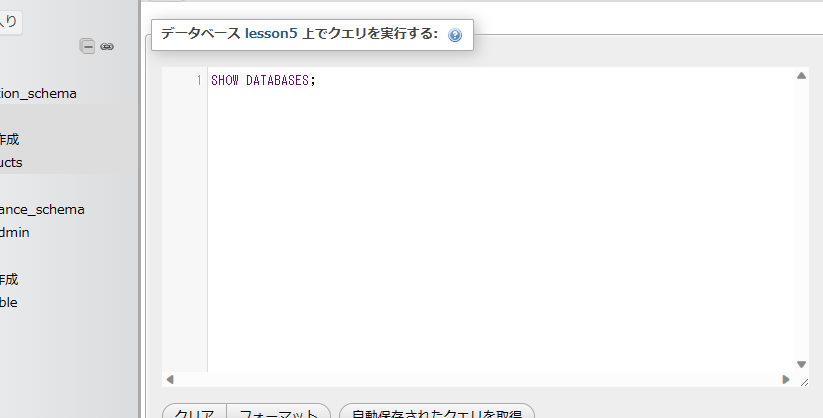 入り
データベース lesson5 上でクエリを実行する:
1 SHOW DATABASES;
tion_schema
作成
ucts
ance_schema
dmin
作成
ble
クリア フォーマット 自動保存されたクエリを取得